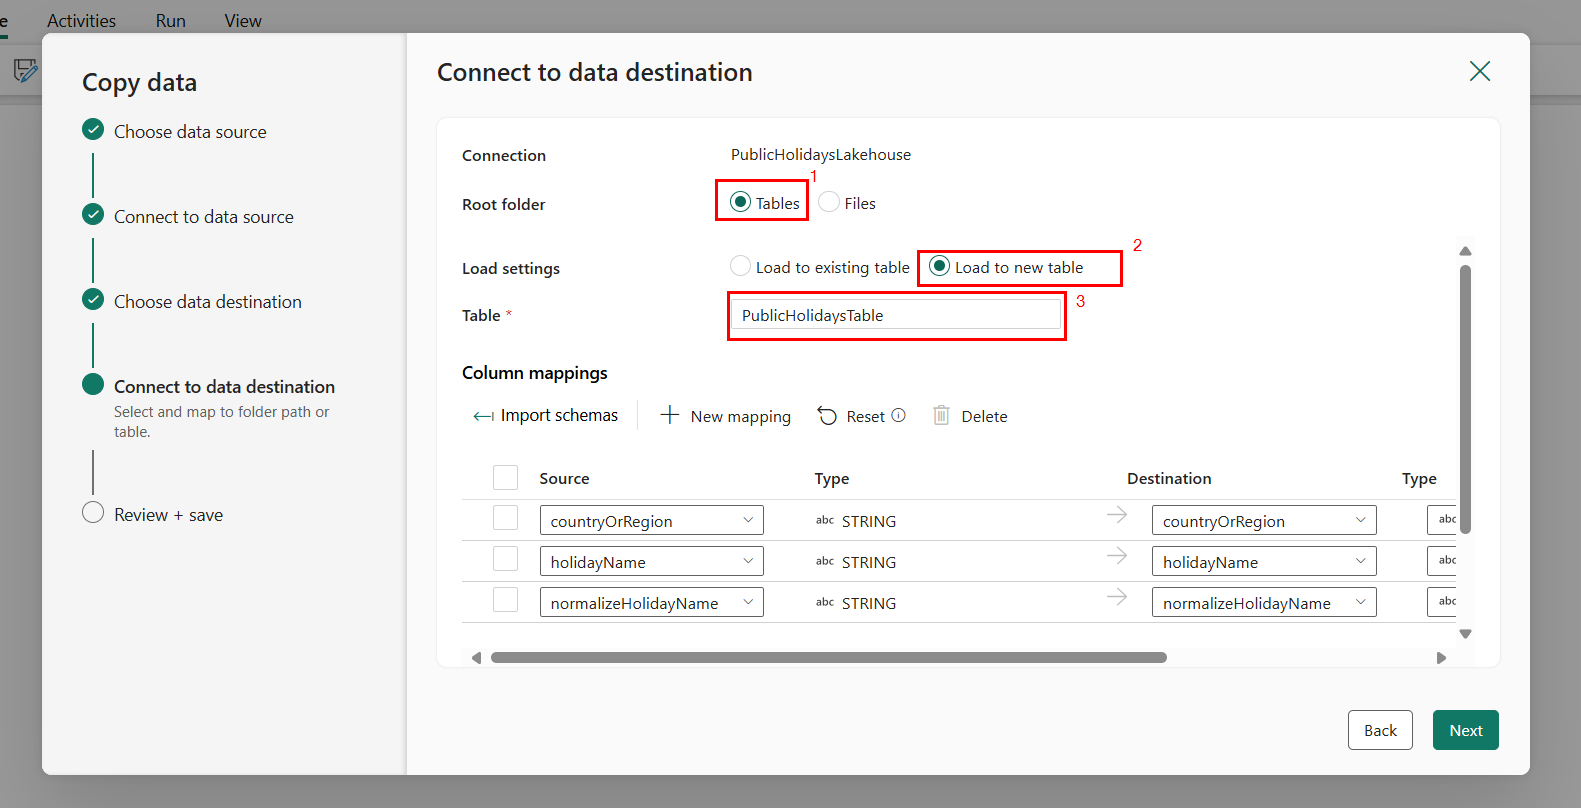 e Activities Run View
Copy data
Choose data source
Connect to data source
Choose data destination
Connect to data destination
Select and map to folder path or
table.
Review + save
Connect to data destination
Connection PublicHolidaysLakehouse
1
Root folder Tables Files
2
Load settings Load to existing table Load to new table
3
Table * PublicHolidaysTable
Column mappings
Import schemas New mapping Reset Delete
Source Type Destination Type
countryOrRegion abc STRING countryOrRegion abc
holidayName abc STRING holidayName abc
normalizeHolidayName abc STRING normalizeHolidayName abc
Back Next